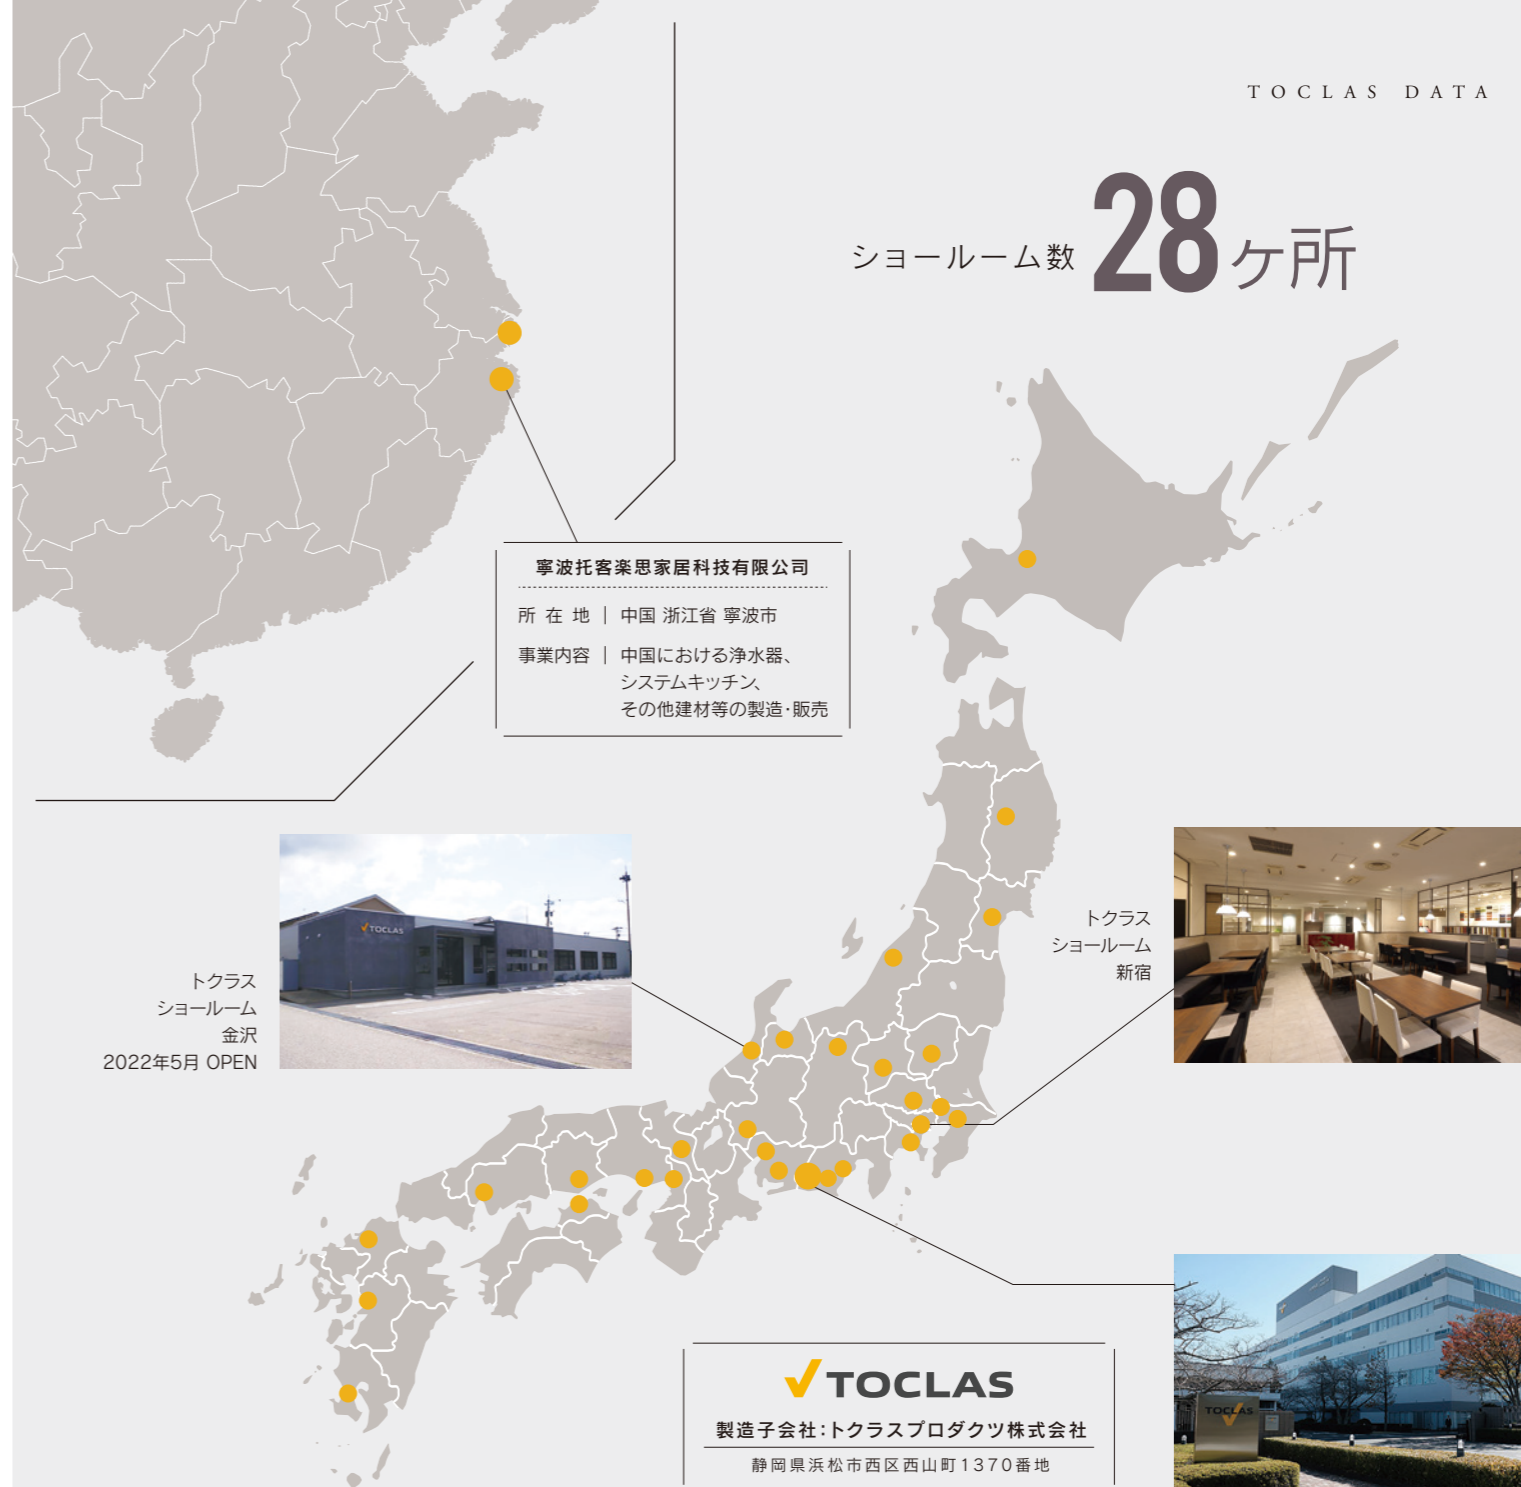 TOCLAS DATA
ショールーム数 28ヶ所
寧波托客楽思家居科技有限公司
所在地｜中国 浙江省 寧波市
事業内容｜中国における浄水器、
システムキッチン、
その他建材等の製造・販売
トクラス
ショールーム
金沢
2022年5月 OPEN
TOCLAS
トクラス
ショールーム
新宿
TOCLAS
製造子会社：トクラスプロダクツ株式会社
静岡県浜松市西区西山町1370番地
TOCLAS